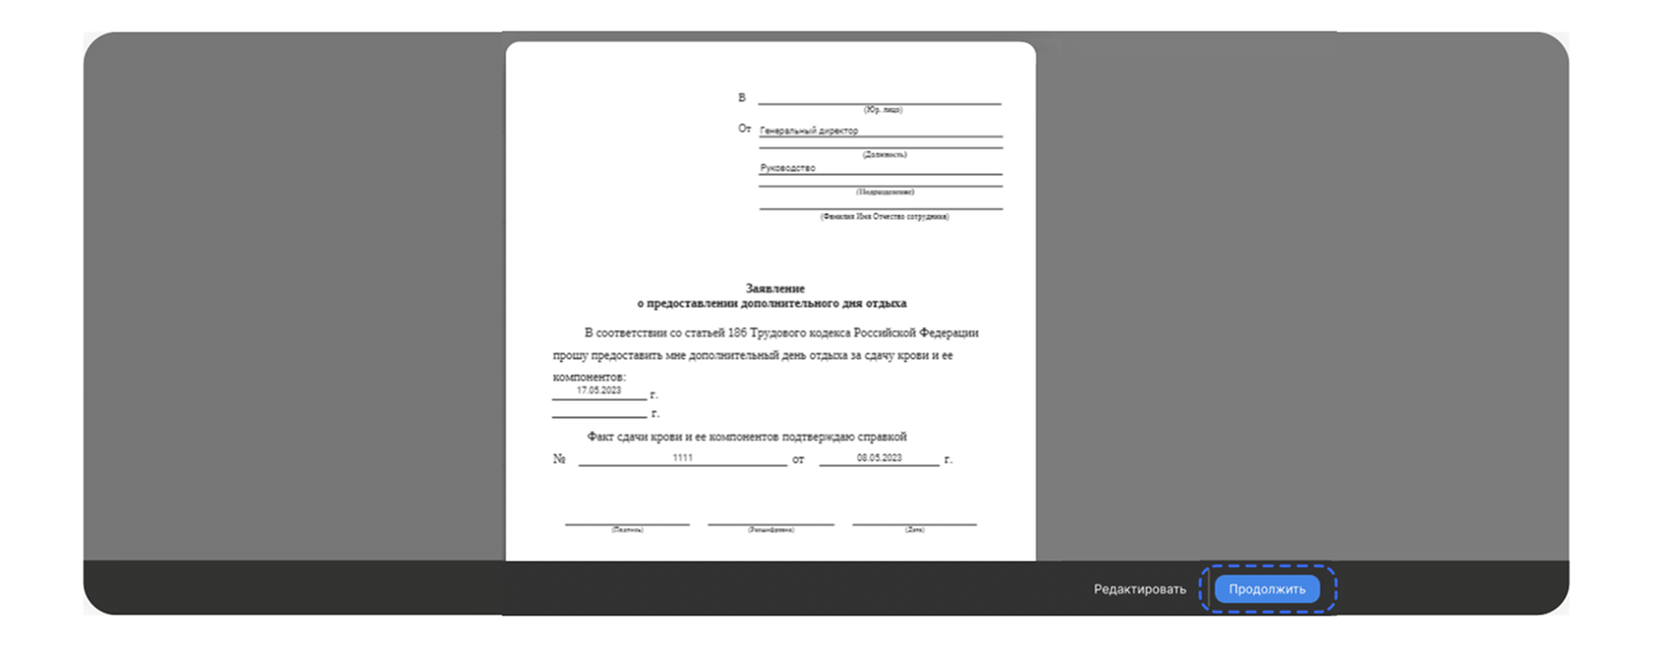 В
(Юр. лицо)
От Генеральный директор
(Должность)
Руководство
(Подразделение)
(Фамилия Имя Отчество сотрудника)
Заявление
о предоставлении дополнительного дня отдыха
В соответствии со статьей 186 Трудового кодекса Российской Федерации
прошу предоставить мне дополнительный день отдыха за сдачу крови и ее
компонентов:
17.05.2023 г.
г.
Факт сдачи крови и ее компонентов подтверждаю справкой
№ 1111 от 08.05.2023 г.
(Подпись) (Расшифровка) (Дата)
Редактировать Продолжить